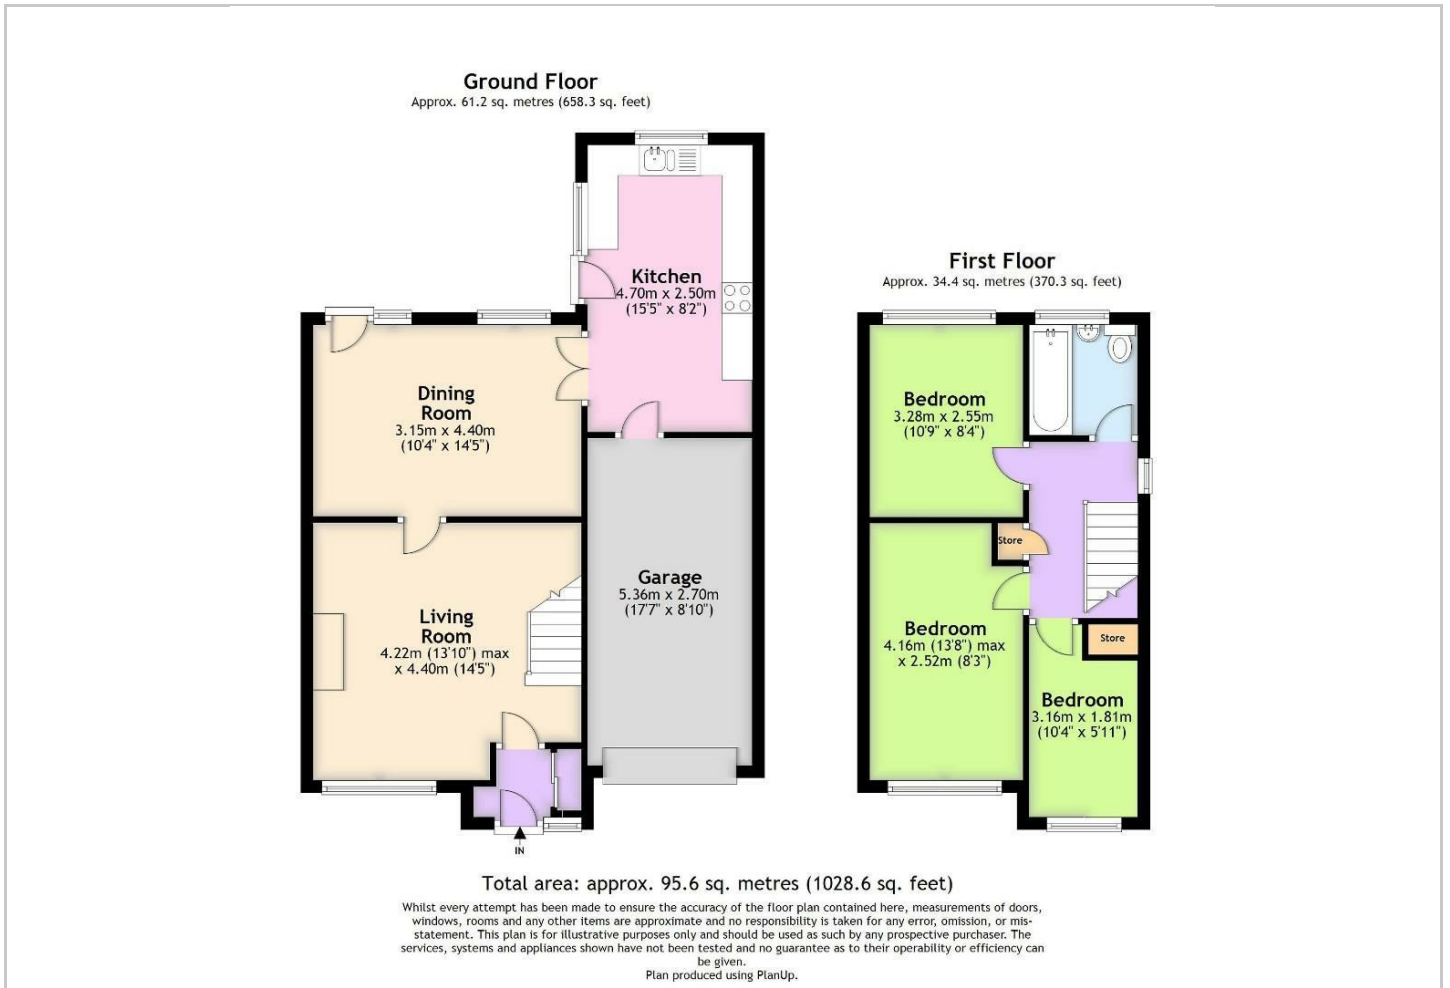 Ground Floor
Approx. 61.2 sq. metres (658.3 sq. feet)
Kitchen
4.70m x 2.50m
(15'5" x 8'2")
Dining
Room
3.15m x 4.40m
(10'4" x 14'5")
Garage
5.36m x 2.70m
(17'7" x 8'10")
Living
Room
4.22m (13'10") max
x 4.40m (14'5")
IN
First Floor
Approx. 34.4 sq. metres (370.3 sq. feet)
Bedroom
3.28m x 2.55m
(10'9" x 8'4")
Store
Bedroom
4.16m (13'8") max
x 2.52m (8'3")
Store
Bedroom
3.16m x 1.81m
(10'4" x 5'11")
Total area: approx. 95.6 sq. metres (1028.6 sq. feet)
Whilst every attempt has been made to ensure the accuracy of the floor plan contained here, measurements of doors,
windows, rooms and any other items are approximate and no responsibility is taken for any error, omission, or mis-
statement. This plan is for illustrative purposes only and should be used as such by any prospective purchaser. The
services, systems and appliances shown have not been tested and no guarantee as to their operability or efficiency can
be given.
Plan produced using PlanUp.